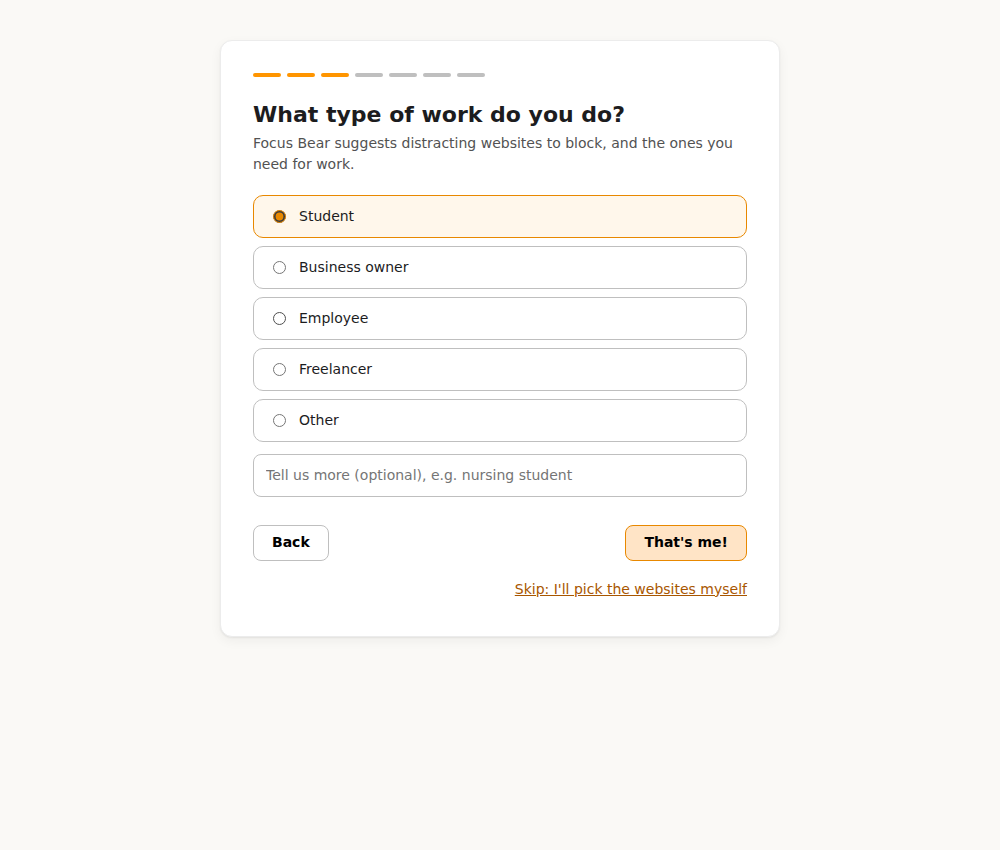 What type of work do you do?
Focus Bear suggests distracting websites to block, and the ones you
need for work.
Student
Business owner
Employee
Freelancer
Other
Tell us more (optional), e.g. nursing student
Back
That's me!
Skip: I'll pick the websites myself